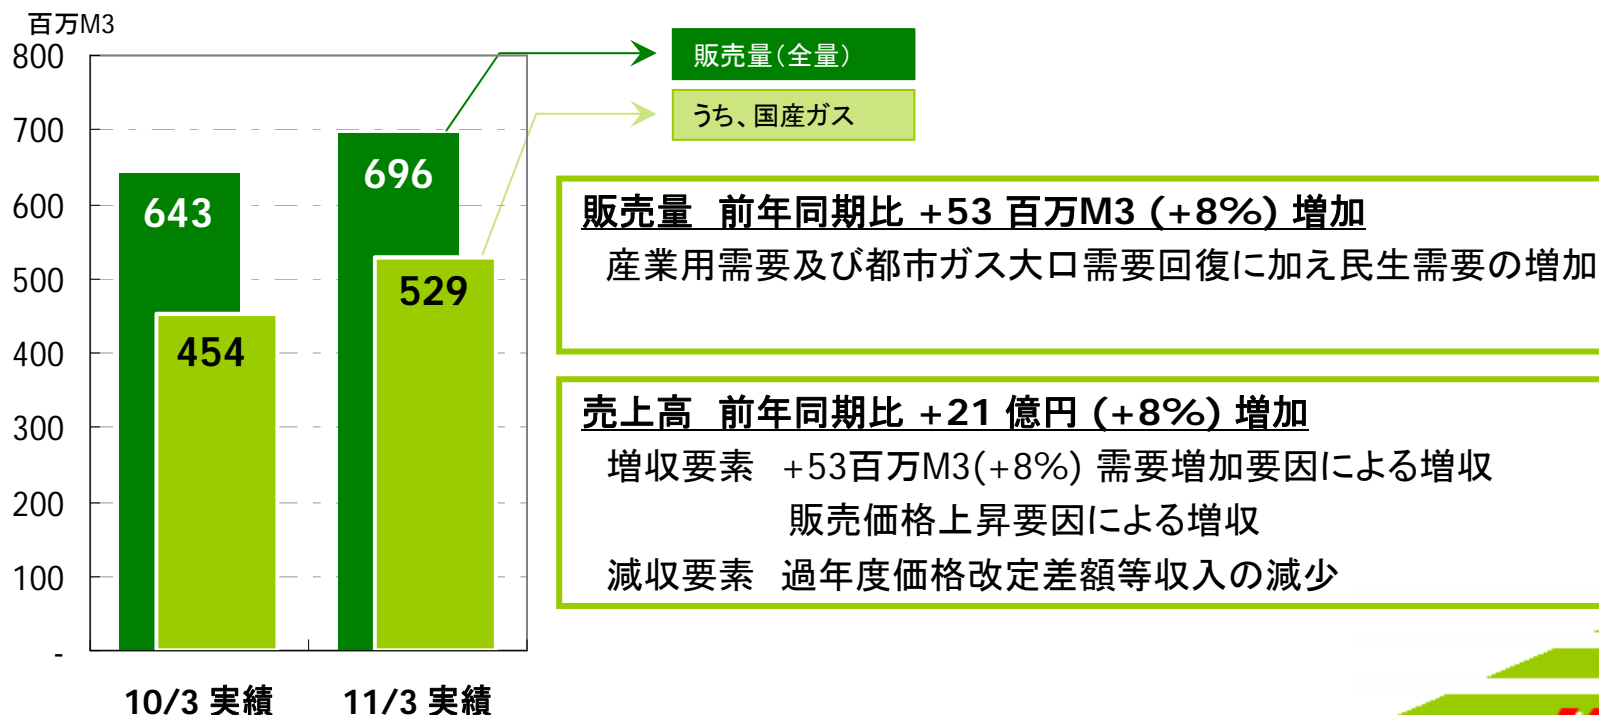 百万M3
800
700
600
500
400
300
200
100
-
643
454
696
529
10/3 実績
11/3 実績
販売量(全量)
うち、国産ガス
販売量 前年同期比 +53 百万M3 (+8%) 増加
産業用需要及び都市ガス大口需要回復に加え民生需要の増加
売上高 前年同期比 +21 億円 (+8%) 増加
増収要素 +53百万M3(+8%) 需要増加要因による増収
販売価格上昇要因による増収
減収要素 過年度価格改定差額等収入の減少